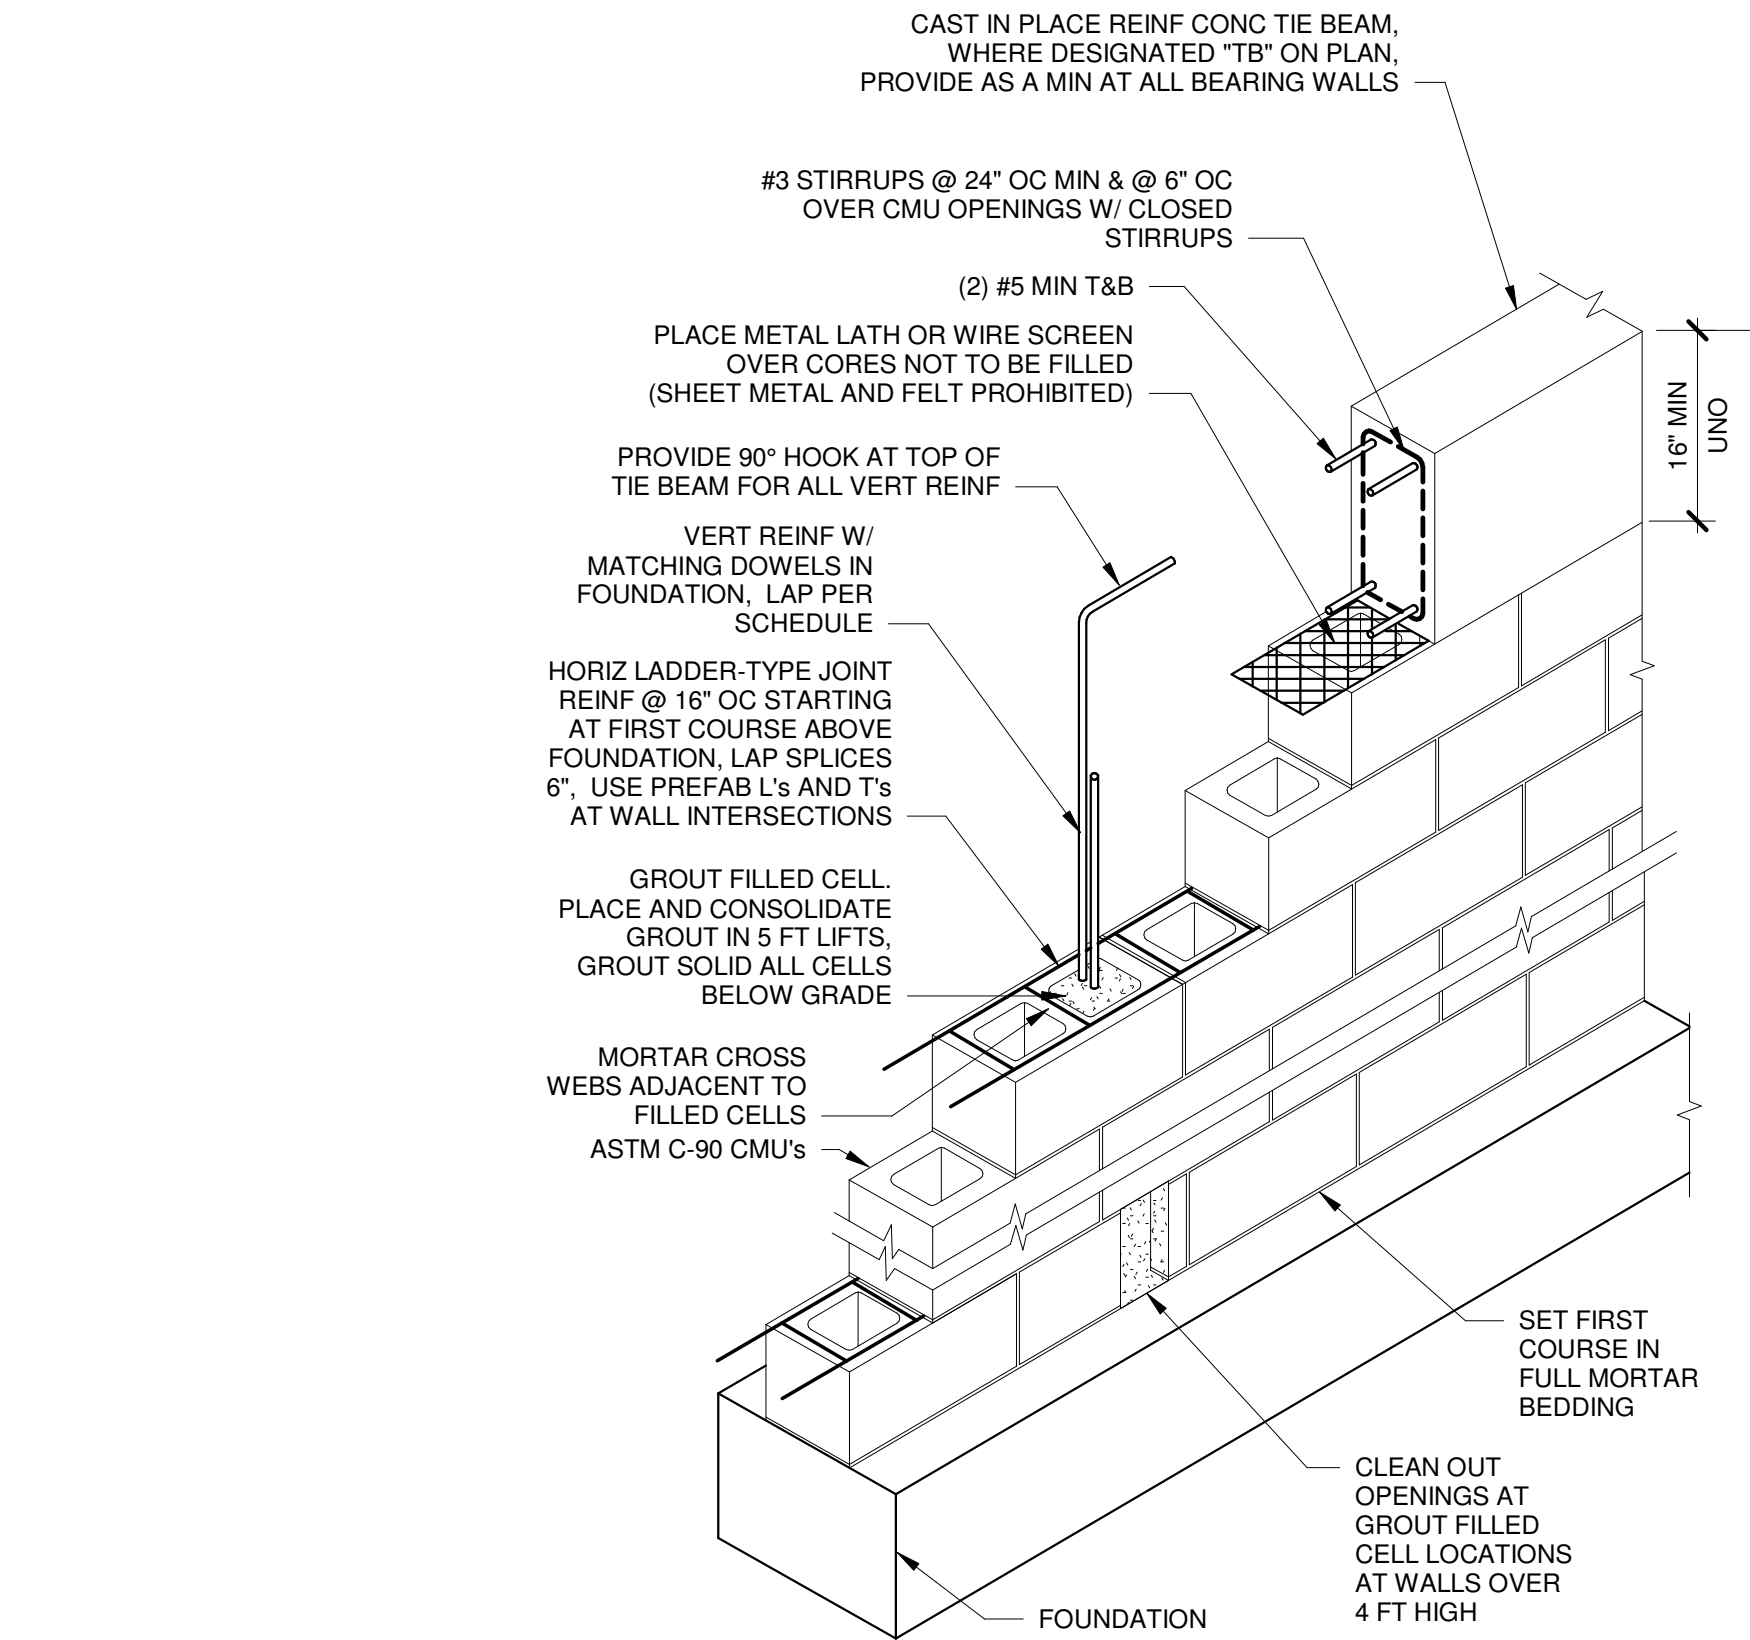 CAST IN PLACE REINF CONC TIE BEAM,
WHERE DESIGNATED "TB" ON PLAN,
PROVIDE AS A MIN AT ALL BEARING WALLS
#3 STIRRUPS @ 24" OC MIN & @ 6" OC
OVER CMU OPENINGS W/ CLOSED
STIRRUPS
(2) #5 MIN T&B
PLACE METAL LATH OR WIRE SCREEN
OVER CORES NOT TO BE FILLED
(SHEET METAL AND FELT PROHIBITED)
16" MIN
UNO
PROVIDE 90° HOOK AT TOP OF
TIE BEAM FOR ALL VERT REINF
VERT REINF W/
MATCHING DOWELS IN
FOUNDATION, LAP PER
SCHEDULE
HORIZ LADDER-TYPE JOINT
REINF @ 16" OC STARTING
AT FIRST COURSE ABOVE
FOUNDATION, LAP SPLICES
6", USE PREFAB L's AND T's
AT WALL INTERSECTIONS
GROUT FILLED CELL.
PLACE AND CONSOLIDATE
GROUT IN 5 FT LIFTS,
GROUT SOLID ALL CELLS
BELOW GRADE
MORTAR CROSS
WEBS ADJACENT TO
FILLED CELLS
ASTM C-90 CMU's
SET FIRST
COURSE IN
FULL MORTAR
BEDDING
CLEAN OUT
OPENINGS AT
GROUT FILLED
CELL LOCATIONS
AT WALLS OVER
4 FT HIGH
FOUNDATION